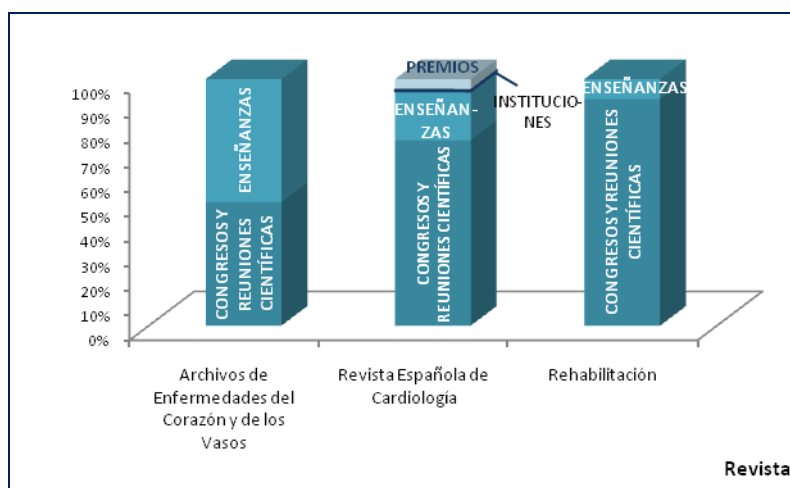 PREMIOS
INSTITUCIO-
NES
ENSEÑANZAS
ENSEÑAN-
ZAS
ENSEÑANZAS
CONGRESOS Y
REUNIONES
CIENTÍFICAS
CONGRESOS Y
REUNIONES CIENTÍFICAS
CONGRESOS Y REUNIONES
CIENTÍFICAS
100%
90%
80%
70%
60%
50%
40%
30%
20%
10%
0%
Archivos de
Enfermedades del
Corazón y de los
Vasos
Revista Española de
Cardiología
Rehabilitación
Revista